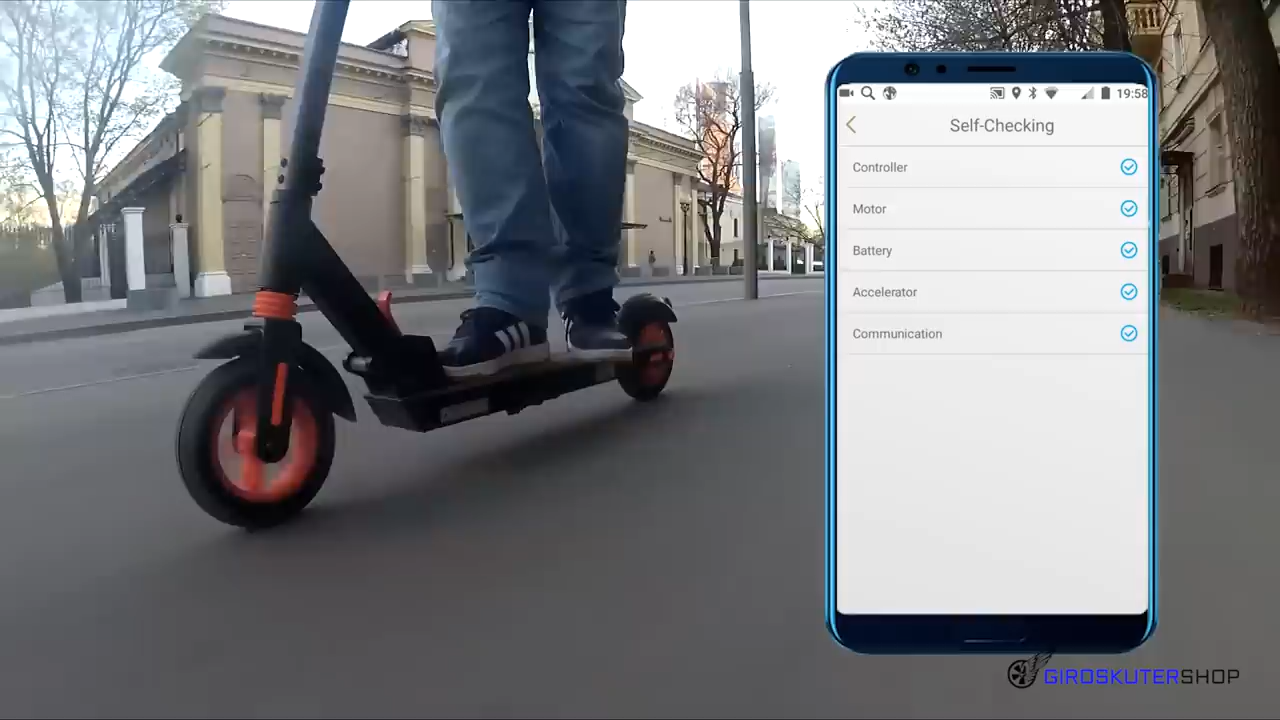 19:58
Self-Checking
Controller
Motor
Battery
Accelerator
Communication
GIROSKUTERSHOP